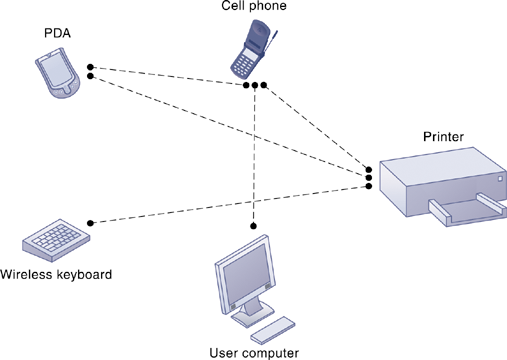 Cell phone
PDA
Printer
Wireless keyboard
User computer